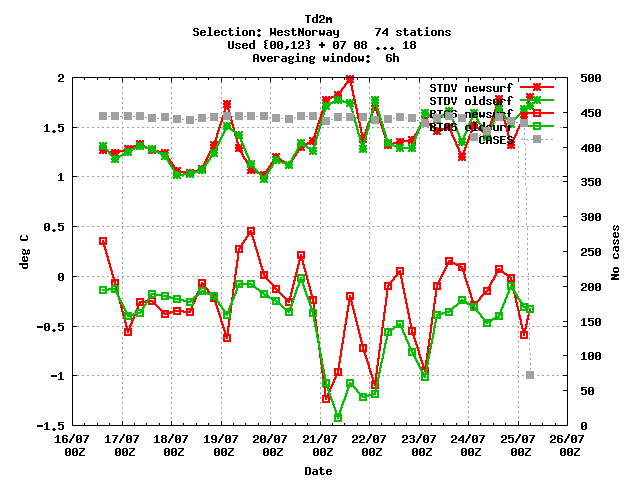 Td2m
Selection: WestNorway 74 stations
Used {00,12} + 07 08 ... 18
Averaging window: 6h
STDV newsurf
STDV oldsurf
BIAS newsurf
BIAS oldsurf
CASES
2
1.5
1
0.5
0
-0.5
-1
-1.5
deg C
500
450
400
350
300
250
200
150
100
50
0
No cases
16/07 17/07 18/07 19/07 20/07 21/07 22/07 23/07 24/07 25/07 26/07
00Z 00Z 00Z 00Z 00Z 00Z 00Z 00Z 00Z 00Z 00Z
Date